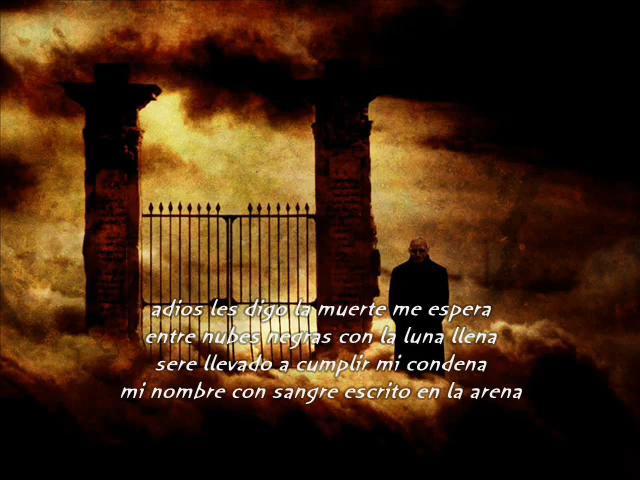 adios les digo la muerte me espera
entre nubes negras con la luna llena
sere llevado a cumplir mi condena
mi nombre con sangre escrito en la arena